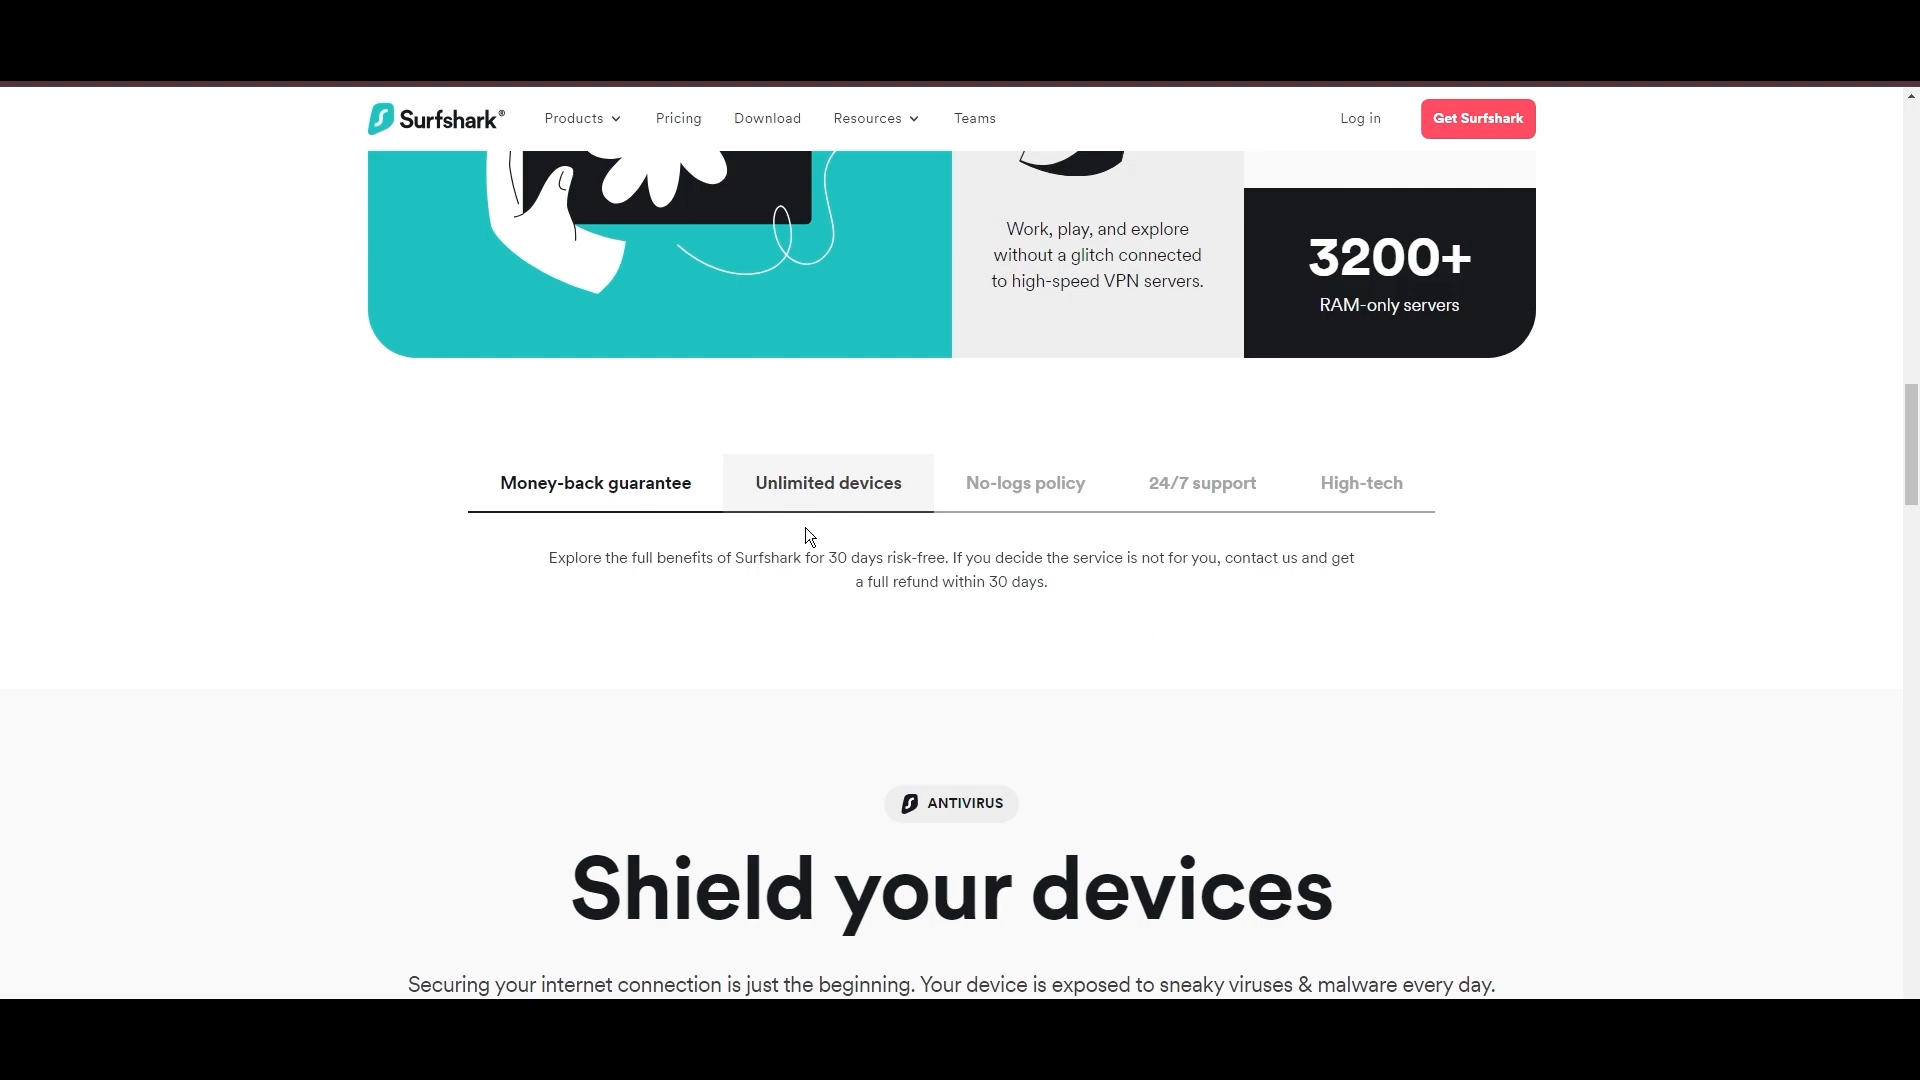 Surfshark®
Products
Pricing
Download
Resources
Teams
Log in
Get Surfshark
Work, play, and explore
without a glitch connected
to high-speed VPN servers.
3200+
RAM-only servers
Money-back guarantee
Unlimited devices
No-logs policy
24/7 support
High-tech
Explore the full benefits of Surfshark for 30 days risk-free. If you decide the service is not for you, contact us and get
a full refund within 30 days.
ANTIVIRUS
Shield your devices
Securing your internet connection is just the beginning. Your device is exposed to sneaky viruses & malware every day.